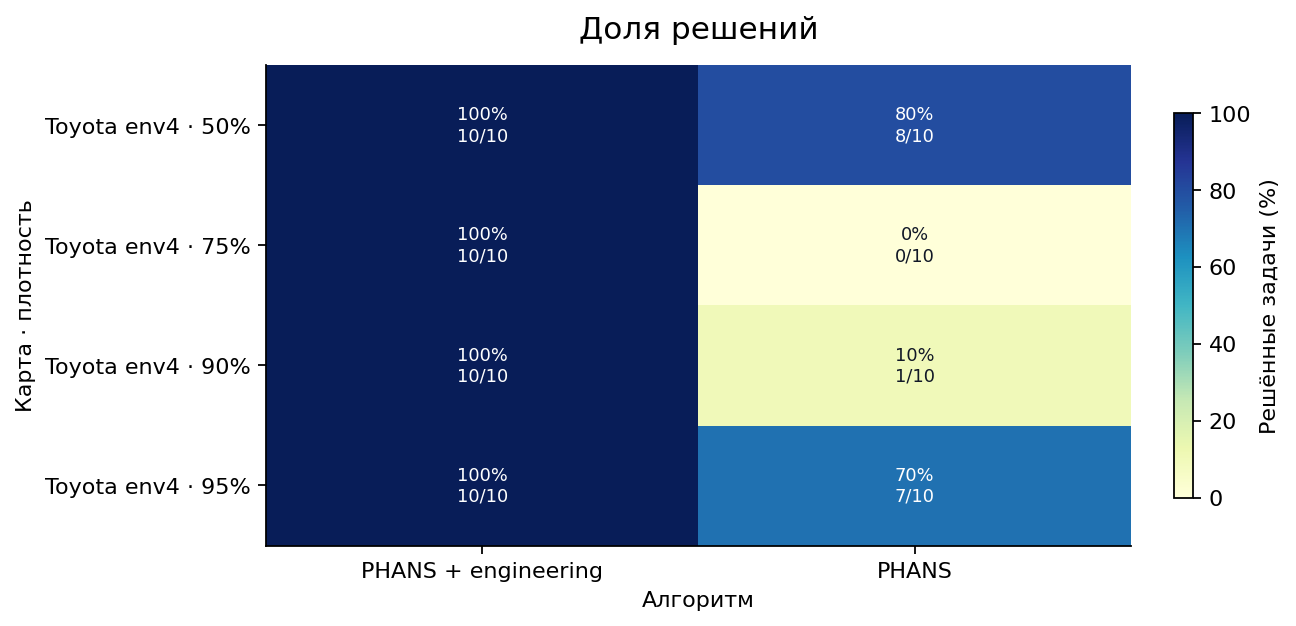 Доля решений
Карта · плотность
Toyota env4 · 50%
100%
10/10
80%
8/10
Toyota env4 · 75%
100%
10/10
0%
0/10
Toyota env4 · 90%
100%
10/10
10%
1/10
Toyota env4 · 95%
100%
10/10
70%
7/10
PHANS + engineering
PHANS
Алгоритм
100
80
60
40
20
0
Решённые задачи (%)